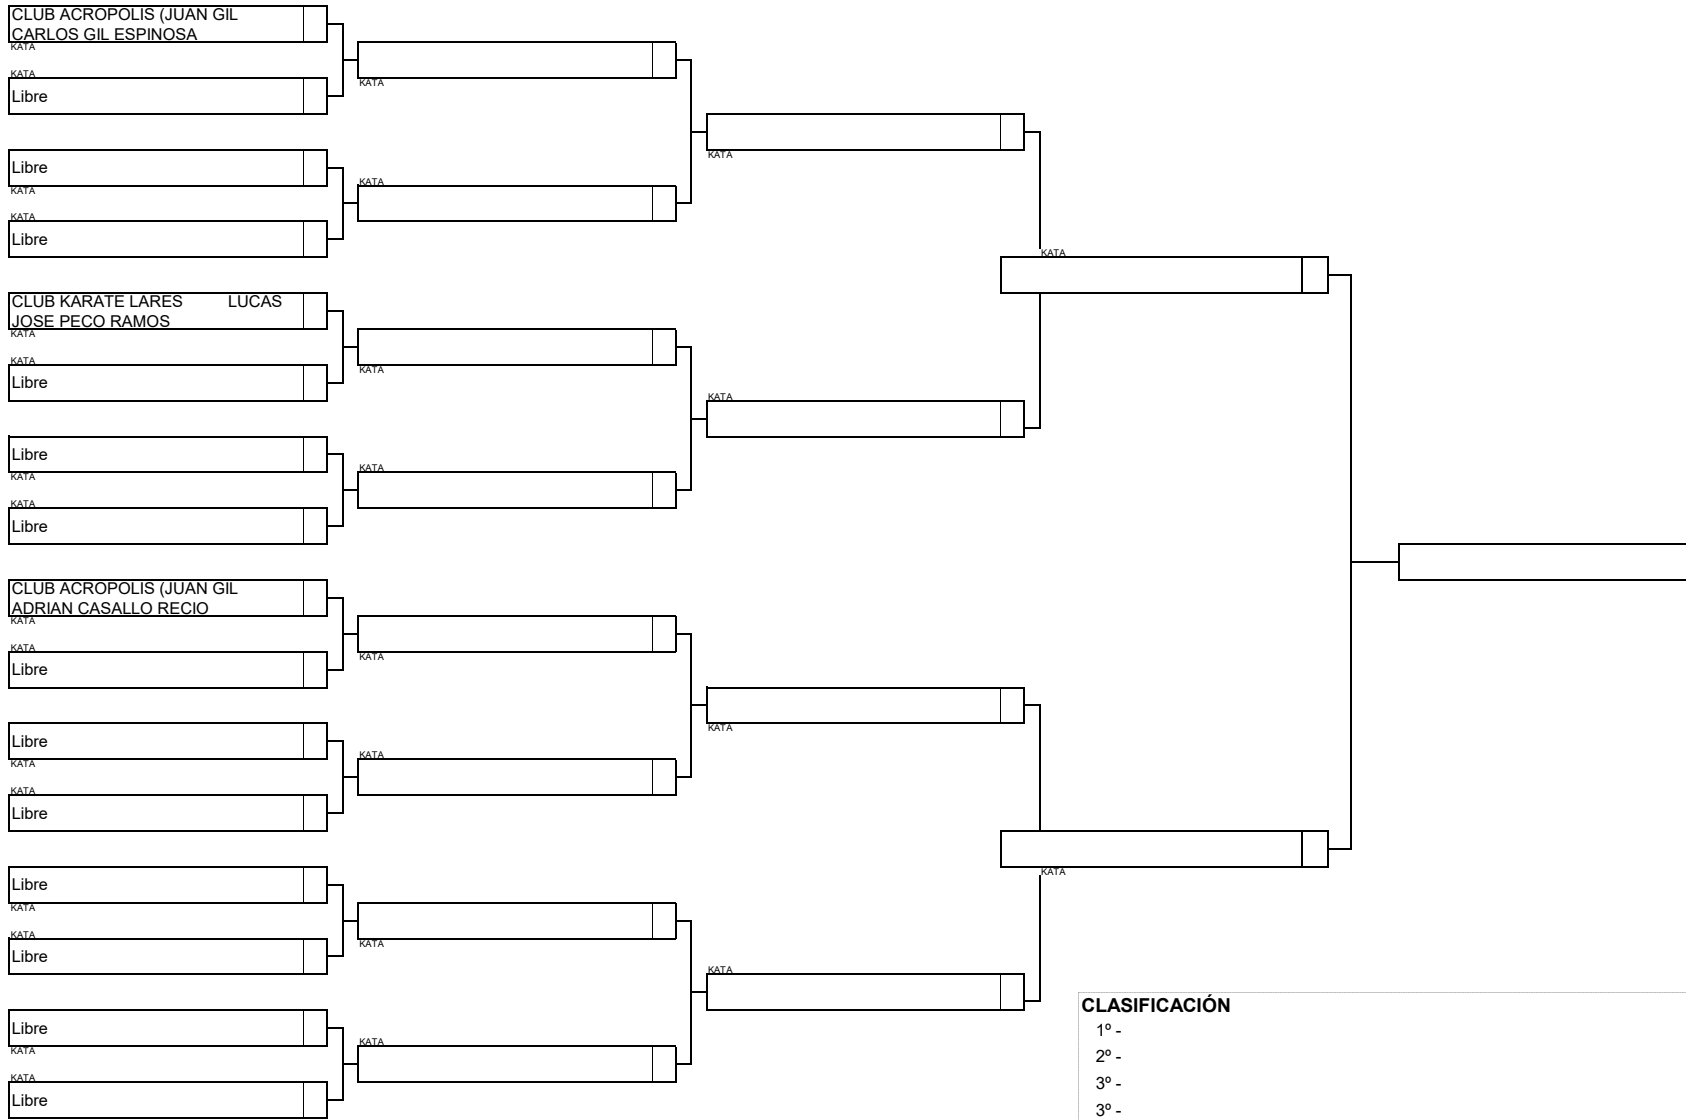 CLUB ACROPOLIS (JUAN GIL
CARLOS GIL ESPINOSA
KATA
KATA
Libre
Libre
KATA
KATA
Libre
CLUB KARATE LARES LUCAS
JOSE PECO RAMOS
KATA
KATA
Libre
Libre
KATA
KATA
Libre
CLUB ACROPOLIS (JUAN GIL
ADRIAN CASALLO RECIO
KATA
KATA
Libre
Libre
KATA
KATA
Libre
Libre
KATA
KATA
Libre
Libre
KATA
KATA
Libre
KATA
KATA
KATA
KATA
KATA
KATA
KATA
KATA
KATA
KATA
KATA
KATA
KATA
KATA
CLASIFICACIÓN
1º -
2º -
3º -
3º -